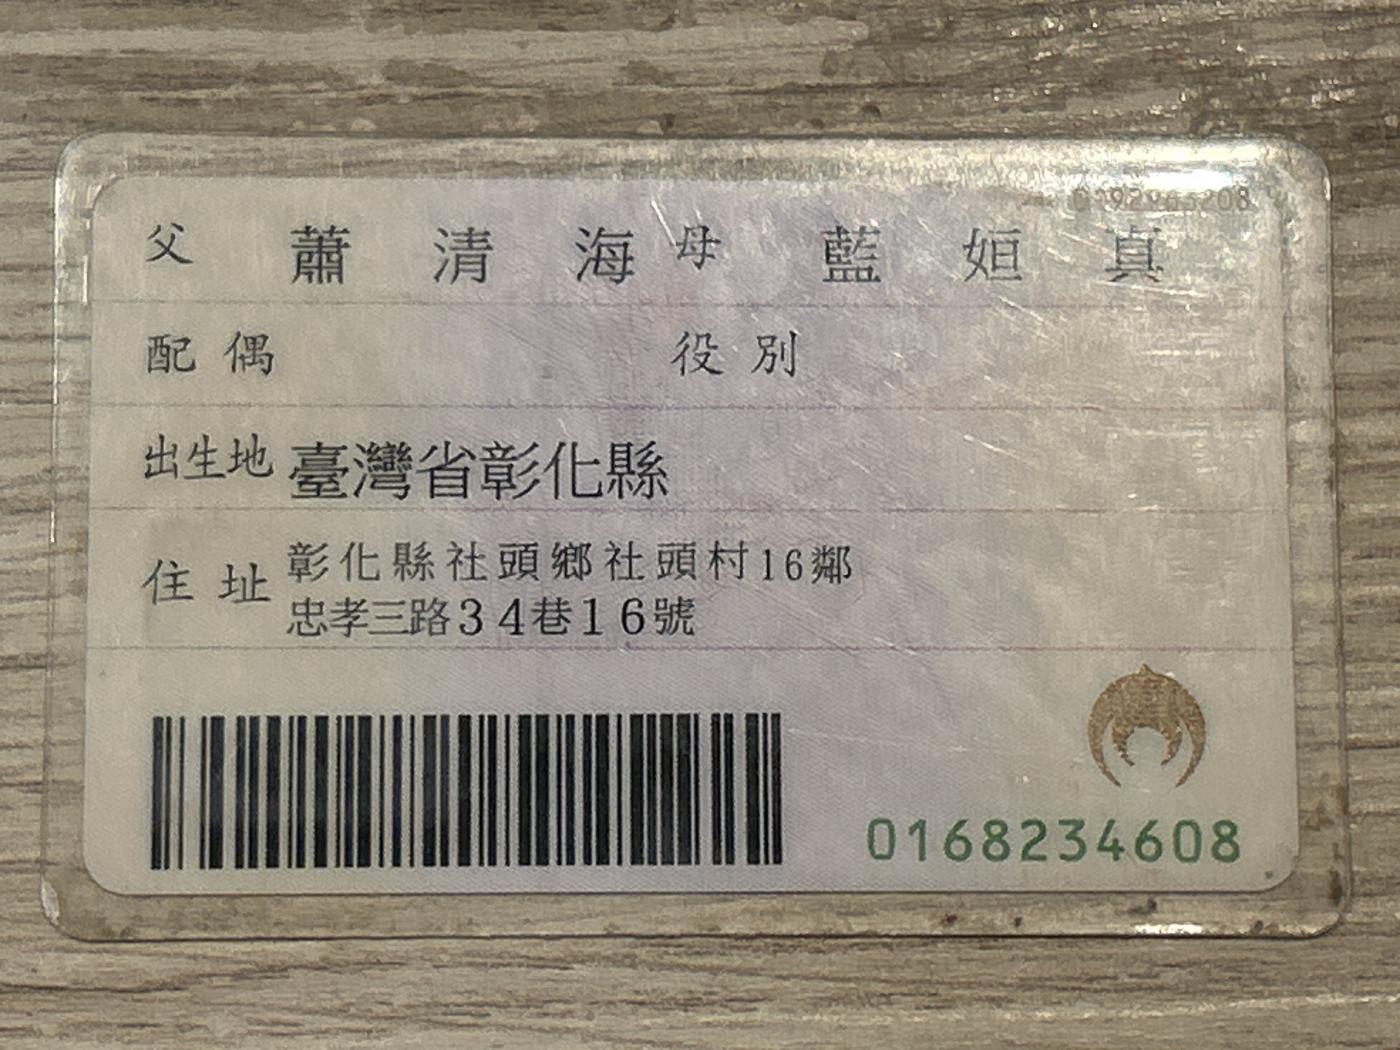 父 蕭清海 母 藍姮真
配偶 役別
出生地 臺灣省彰化縣
住址 彰化縣社頭鄉社頭村16鄰
忠孝三路34巷16號
0168234608